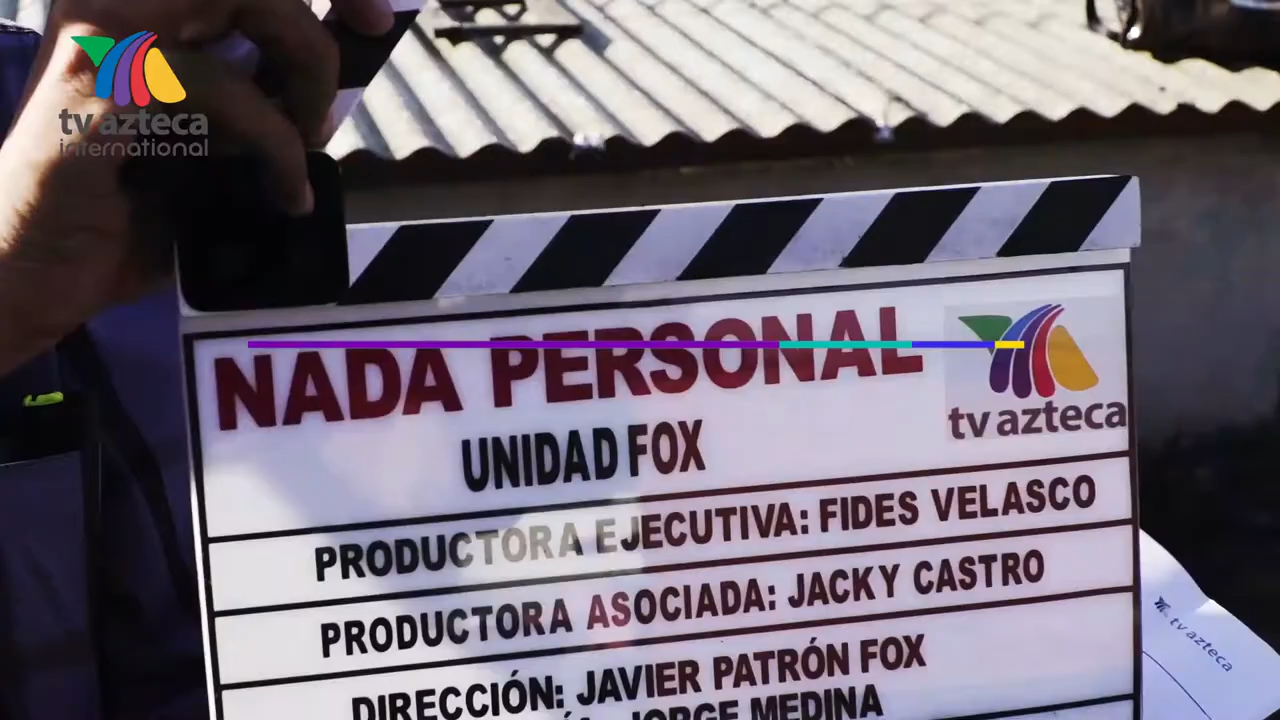 tv azteca
international
NADA PERSONAL
tv azteca
UNIDAD FOX
PRODUCTORA EJECUTIVA: FIDES VELASCO
PRODUCTORA ASOCIADA: JACKY CASTRO
DIRECCIÓN: JAVIER PATRÓN FOX
JORGE MEDINA
tv azteca